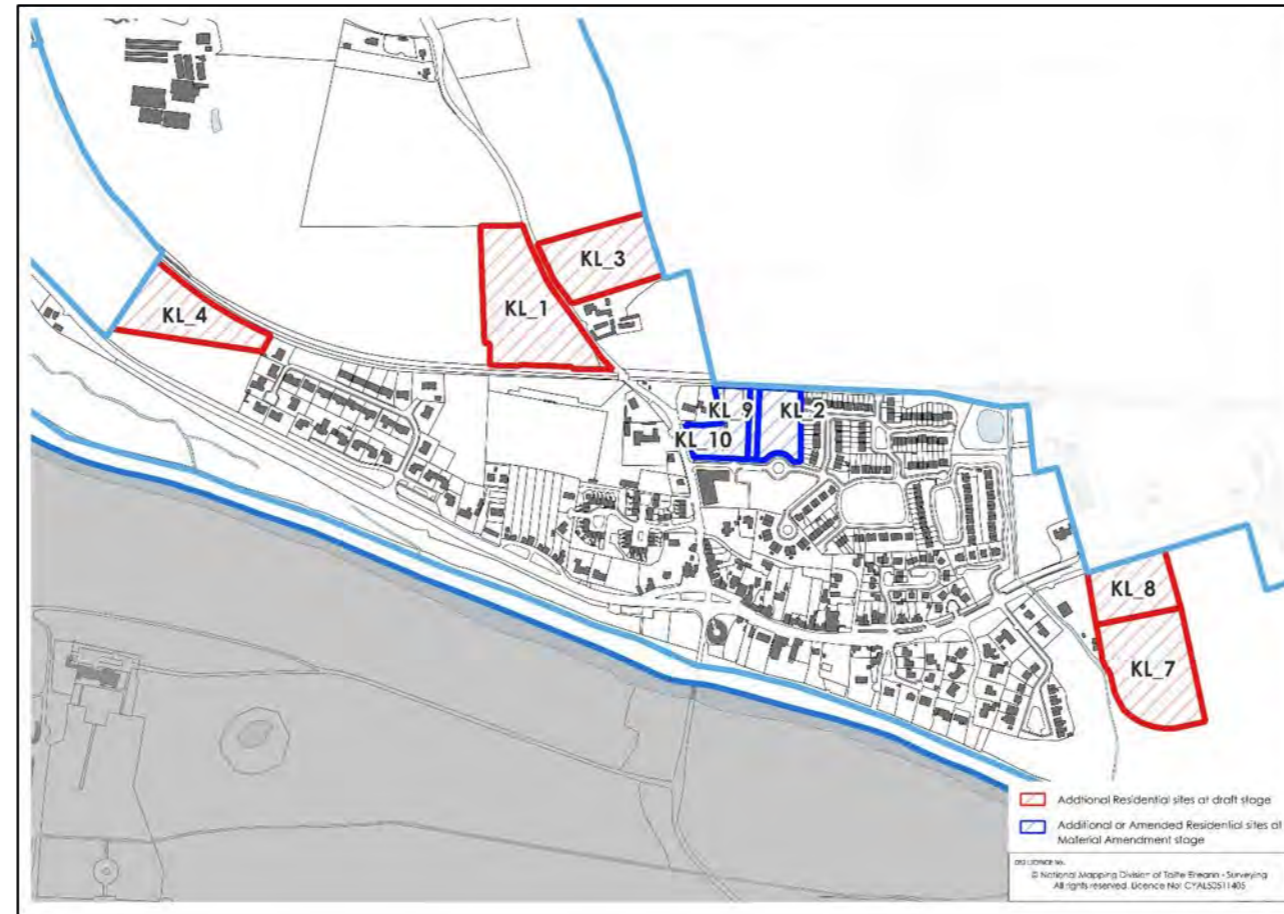 KL_3
KL_1
KL_4
KL_9
KL_2
KL_10
KL_8
KL_7
Addtional Residential sites at draft stage
Additional or Amended Residential sites at
Material Amendment stage
© National Mapping Division of Tailte Éireann - Surveying
All rights reserved. Licence No: CYAL50511405